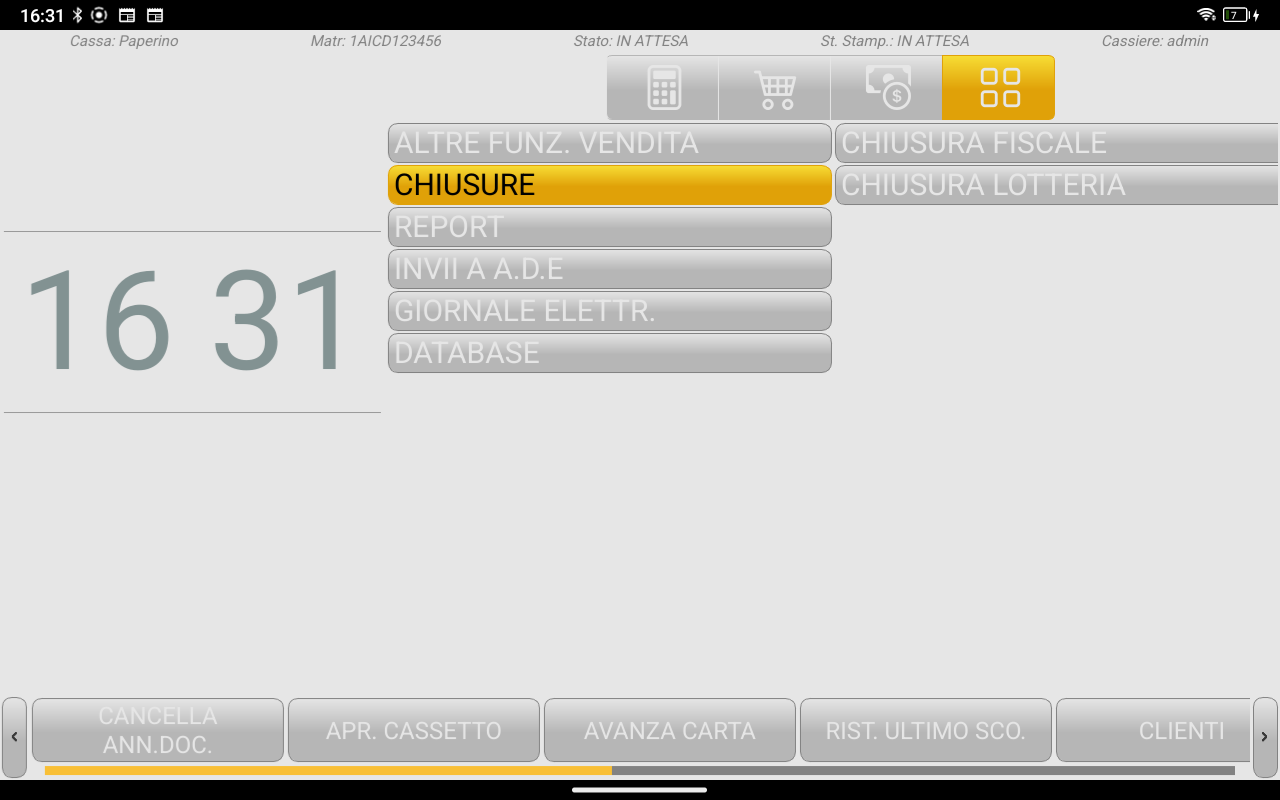 16:31
7
Cassa: Paperino Matr: 1AICD123456 Stato: IN ATTESA St. Stamp.: IN ATTESA Cassiere: admin
$
ALTRE FUNZ. VENDITA
CHIUSURE
REPORT
INVII A A.D.E
GIORNALE ELETTR.
DATABASE
CHIUSURA FISCALE
CHIUSURA LOTTERIA
16 31
CANCELLA
ANN.DOC.
APR. CASSETTO
AVANZA CARTA
RIST. ULTIMO SCO.
CLIENTI